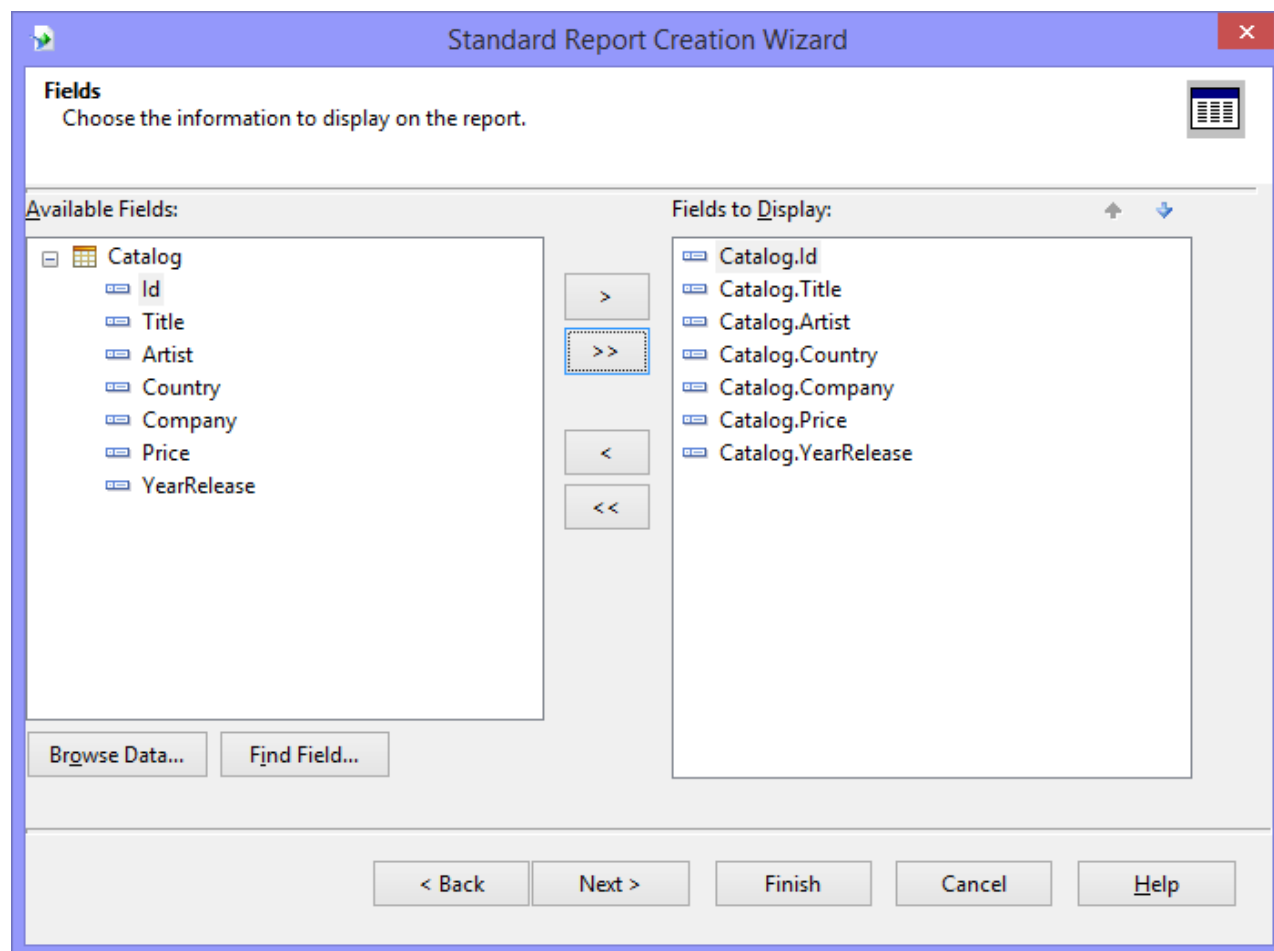 Standard Report Creation Wizard
×
Fields
Choose the information to display on the report.
Available Fields:
Catalog
Id
Title
Artist
Country
Company
Price
YearRelease
Browse Data...
Find Field...
>
>>
<
<<
Fields to Display:
Catalog.Id
Catalog.Title
Catalog.Artist
Catalog.Country
Catalog.Company
Catalog.Price
Catalog.YearRelease
< Back
Next >
Finish
Cancel
Help